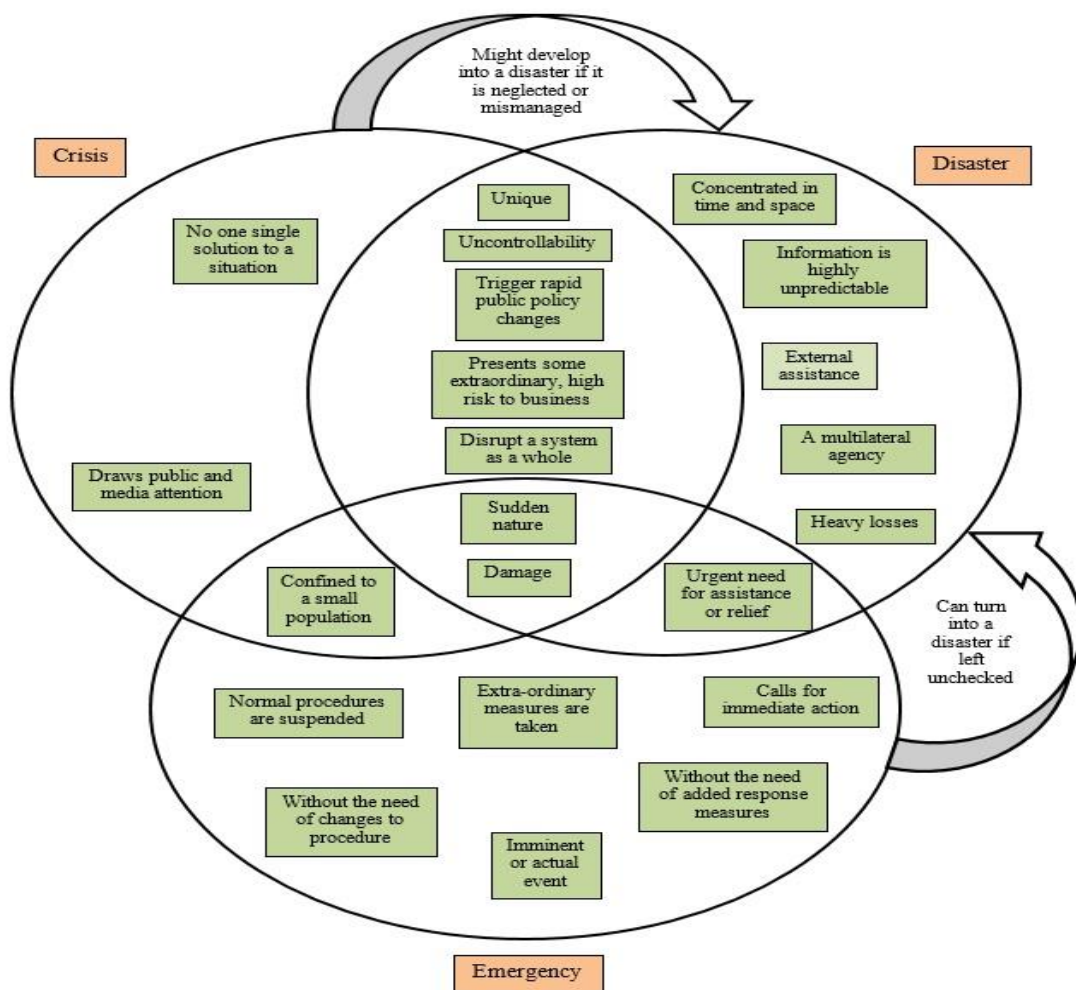 Might develop
into a disaster if it
is neglected or
mismanaged
Crisis
Disaster
Unique
Concentrated in
time and space
No one single
solution to a
situation
Uncontrollability
Information is
highly
unpredictable
Trigger rapid
public policy
changes
External
assistance
Presents some
extraordinary, high
risk to business
Disrupt a system
as a whole
A multilateral
agency
Draws public and
media attention
Sudden
nature
Heavy losses
Damage
Confined to
a small
population
Urgent need
for assistance
or relief
Can turn
into a
disaster if
left
unchecked
Normal procedures
are suspended
Extra-ordinary
measures are
taken
Calls for
immediate action
Without the need
of changes to
procedure
Without the need
of added response
measures
Imminent
or actual
event
Emergency